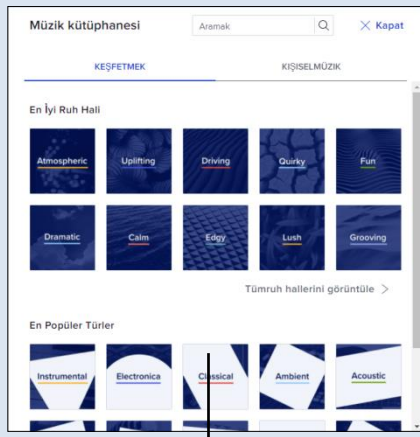 Müzik kütüphanesi
Aramak
Kapat
KEŞFETMEK
KIŞISELMÜZIK
En İyi Ruh Hali
Atmospheric
Uplifting
Driving
Quirky
Fun
Dramatic
Calm
Edgy
Lush
Grooving
Tümruh hallerini görüntüle
En Popüler Türler
Instrumental
Electronica
Classical
Ambient
Acoustic